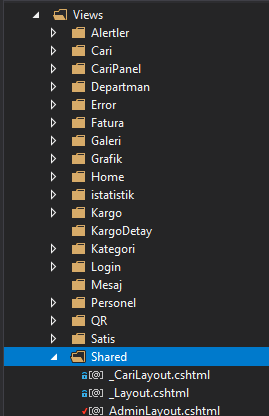 Views
Alertler
Cari
CariPanel
Departman
Error
Fatura
Galeri
Grafik
Home
istatistik
Kargo
KargoDetay
Kategori
Login
Mesaj
Personel
QR
Satis
Shared
[@] _CariLayout.cshtml
[@] _Layout.cshtml
[@] AdminLayout.cshtml